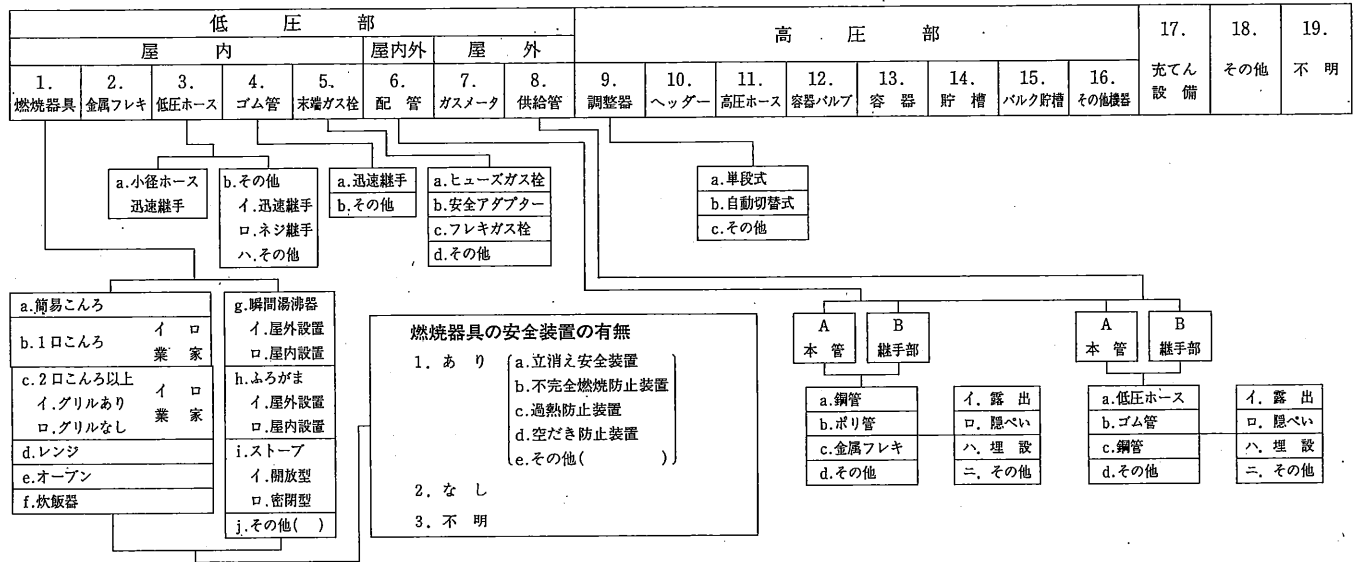 低圧部
高圧部
屋内
屋内外
屋外
1.
燃焼器具
2.
金属フレキ
3.
低圧ホース
4.
ゴム管
5.
末端ガス栓
6.
配管
7.
ガスメータ
8.
供給管
9.
調整器
10.
ヘッダー
11.
高圧ホース
12.
容器バルブ
13.
容器
14.
貯槽
15.
バルク貯槽
16.
その他機器
17.
充てん
設備
18.
その他
19.
不明
a.小径ホース
迅速継手
b.その他
イ.迅速継手
ロ.ネジ継手
ハ.その他
a.迅速継手
b.その他
a.ヒューズガス栓
b.安全アダプター
c.フレキガス栓
d.その他
a.単段式
b.自動切替式
c.その他
a.簡易こんろ
b.1口こんろ
イ ロ
業 家
c.2口こんろ以上
イ.グリルあり
ロ.グリルなし
イ ロ
業 家
d.レンジ
e.オーブン
f.炊飯器
g.瞬間湯沸器
イ.屋外設置
ロ.屋内設置
h.ふろがま
イ.屋外設置
ロ.屋内設置
i.ストーブ
イ.開放型
ロ.密閉型
j.その他( )
燃焼器具の安全装置の有無
1.あり
a.立消え安全装置
b.不完全燃焼防止装置
c.過熱防止装置
d.空だき防止装置
e.その他( )
2.なし
3.不明
A
本管
B
継手部
a.鋼管
b.ポリ管
c.金属フレキ
d.その他
イ.露出
ロ.隠ぺい
ハ.埋設
ニ.その他
A
本管
B
継手部
a.低圧ホース
b.ゴム管
c.鋼管
d.その他
イ.露出
ロ.隠ぺい
ハ.埋設
ニ.その他